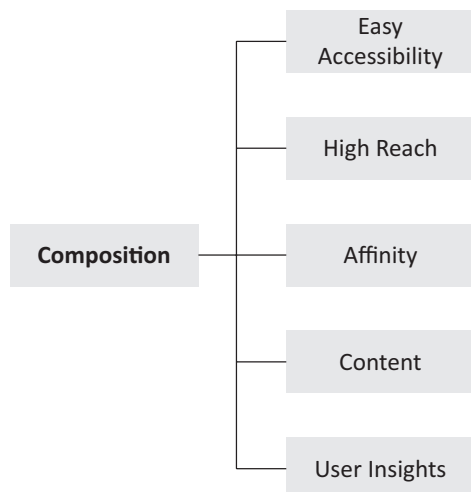 Easy
Accessibility
High Reach
Composition
Affinity
Content
User Insights